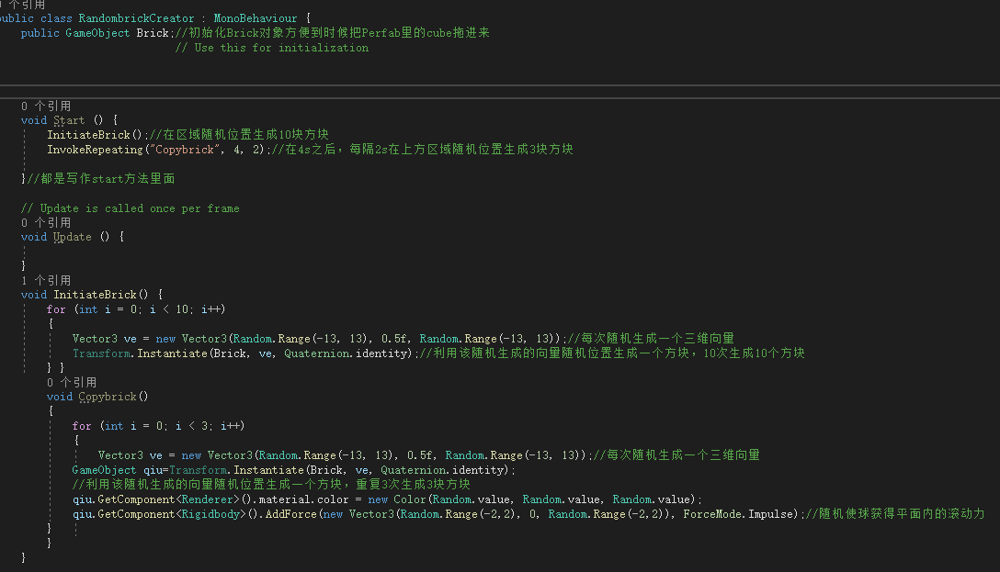 个引用
public class RandombrickCreator : MonoBehaviour {
public GameObject Brick;//初始化Brick对象方便到时候把Perfab里的cube拖进来
// Use this for initialization
0 个引用
void Start () {
InitiateBrick();//在区域随机位置生成10块方块
InvokeRepeating("Copybrick", 4, 2);//在4s之后，每隔2s在上方区域随机位置生成3块方块
}//都是写作start方法里面
// Update is called once per frame
0 个引用
void Update () {
}
1 个引用
void InitiateBrick() {
for (int i = 0; i < 10; i++)
{
Vector3 ve = new Vector3(Random.Range(-13, 13), 0.5f, Random.Range(-13, 13));//每次随机生成一个三维向量
Transform.Instantiate(Brick, ve, Quaternion.identity);//利用该随机生成的向量随机位置生成一个方块，10次生成10个方块
} }
0 个引用
void Copybrick()
{
for (int i = 0; i < 3; i++)
{
Vector3 ve = new Vector3(Random.Range(-13, 13), 0.5f, Random.Range(-13, 13));//每次随机生成一个三维向量
GameObject qiu=Transform.Instantiate(Brick, ve, Quaternion.identity);
//利用该随机生成的向量随机位置生成一个方块，重复3次生成3块方块
qiu.GetComponent<Renderer>().material.color = new Color(Random.value, Random.value, Random.value);
qiu.GetComponent<Rigidbody>().AddForce(new Vector3(Random.Range(-2,2), 0, Random.Range(-2,2)), ForceMode.Impulse);//随机使球获得平面内的滚动力
}
}
}